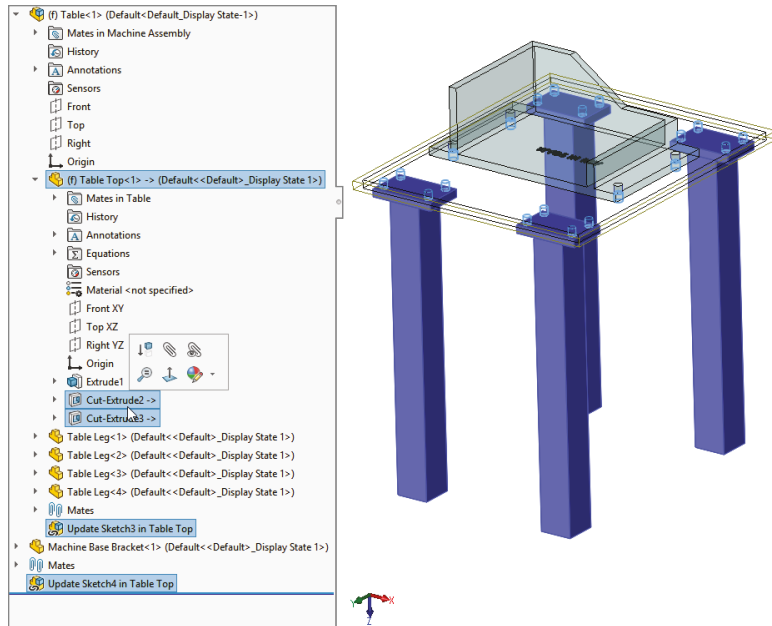 (f) Table<1> (Default<Default_Display State-1>)
Mates in Machine Assembly
History
Annotations
Sensors
Front
Top
Right
Origin
(f) Table Top<1> -> (Default<<Default>_Display State 1>)
Mates in Table
History
Annotations
Equations
Sensors
Material <not specified>
Front XY
Top XZ
Right YZ
Origin
Extrude1
Cut-Extrude2 ->
Cut-Extrude3 ->
Table Leg<1> (Default<<Default>_Display State 1>)
Table Leg<2> (Default<<Default>_Display State 1>)
Table Leg<3> (Default<<Default>_Display State 1>)
Table Leg<4> (Default<<Default>_Display State 1>)
Mates
Update Sketch3 in Table Top
Machine Base Bracket<1> (Default<<Default>_Display State 1>)
Mates
Update Sketch4 in Table Top
Y
X
Z